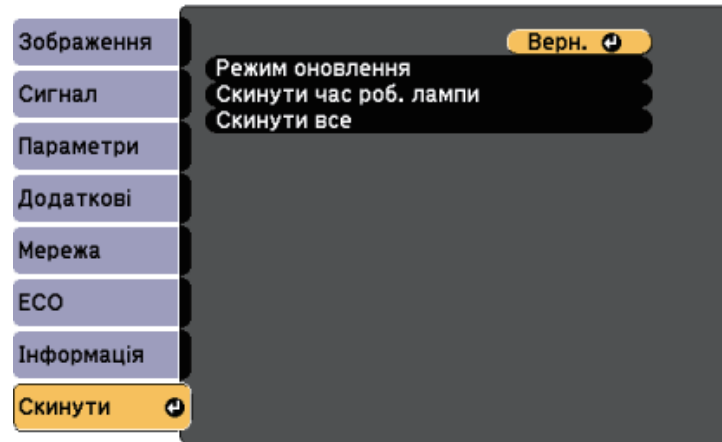 Зображення
Сигнал
Параметри
Додаткові
Мережа
ECO
Інформація
Скинути
Верн.
Режим оновлення
Скинути час роб. лампи
Скинути все